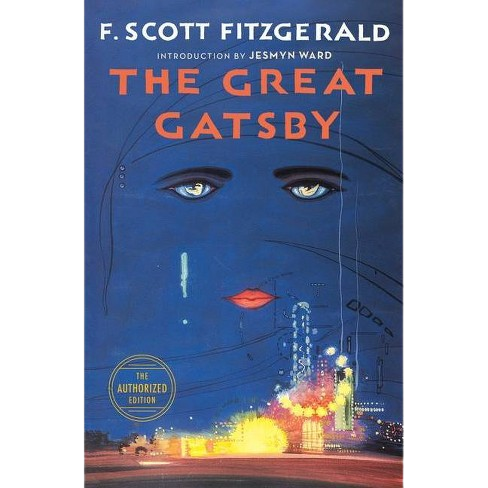 F. SCOTT FITZGERALD
INTRODUCTION BY JESMYN WARD
THE GREAT
GATSBY
THE
AUTHORIZED
EDITION